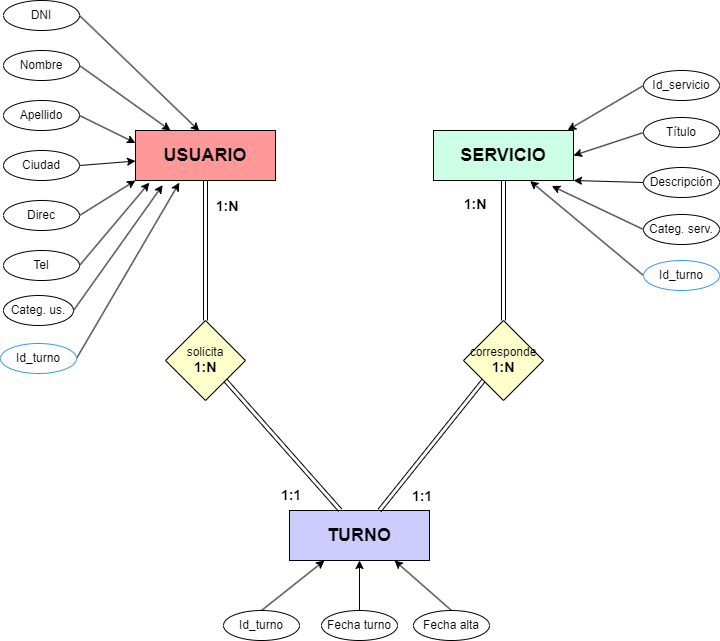 DNI
Nombre
Apellido
Ciudad
Direc
Tel
Categ. us.
Id_turno
USUARIO
1:N
SERVICIO
1:N
Id_servicio
Título
Descripción
Categ. serv.
Id_turno
solicita
1:N
corresponde
1:N
1:1
1:1
TURNO
Id_turno
Fecha turno
Fecha alta